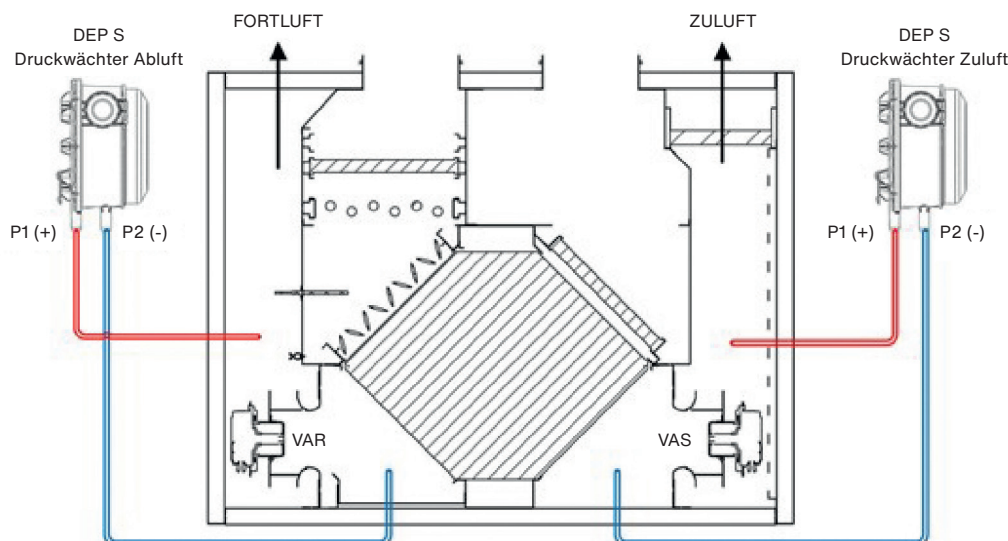 FORTLUFT
ZULUFT
DEP S
Druckwächter Abluft
DEP S
Druckwächter Zuluft
P1 (+)
P2 (-)
P1 (+)
P2 (-)
VAR
VAS